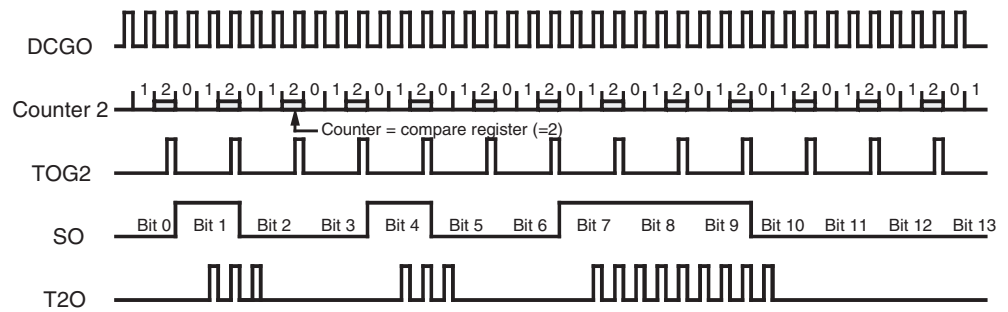 DCGO
Counter 2 1 2 0 1 2 0 1 2 0 1 2 0 1 2 0 1 2 0 1 2 0 1 2 0 1 2 0 1 2 0 1 2 0 1 2 0 1 2 0 1
Counter = compare register (=2)
TOG2
SO Bit 0 Bit 1 Bit 2 Bit 3 Bit 4 Bit 5 Bit 6 Bit 7 Bit 8 Bit 9 Bit 10 Bit 11 Bit 12 Bit 13
T2O